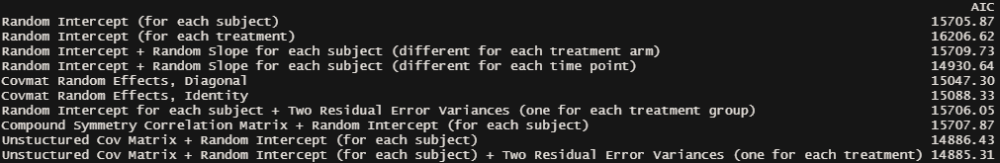 AIC
Random Intercept (for each subject) 15705.87
Random Intercept (for each treatment) 16206.62
Random Intercept + Random Slope for each subject (different for each treatment arm) 15709.73
Random Intercept + Random Slope for each subject (different for each time point) 14930.64
Covmat Random Effects, Diagonal 15047.30
Covmat Random Effects, Identity 15088.33
Random Intercept for each subject + Two Residual Error Variances (one for each treatment group) 15706.05
Compound Symmetry Correlation Matrix + Random Intercept (for each subject) 15707.87
Unstuctured Cov Matrix + Random Intercept (for each subject) 14886.43
Unstuctured Cov Matrix + Random Intercept (for each subject) + Two Residual Error Variances (one for each treatment) 14885.31